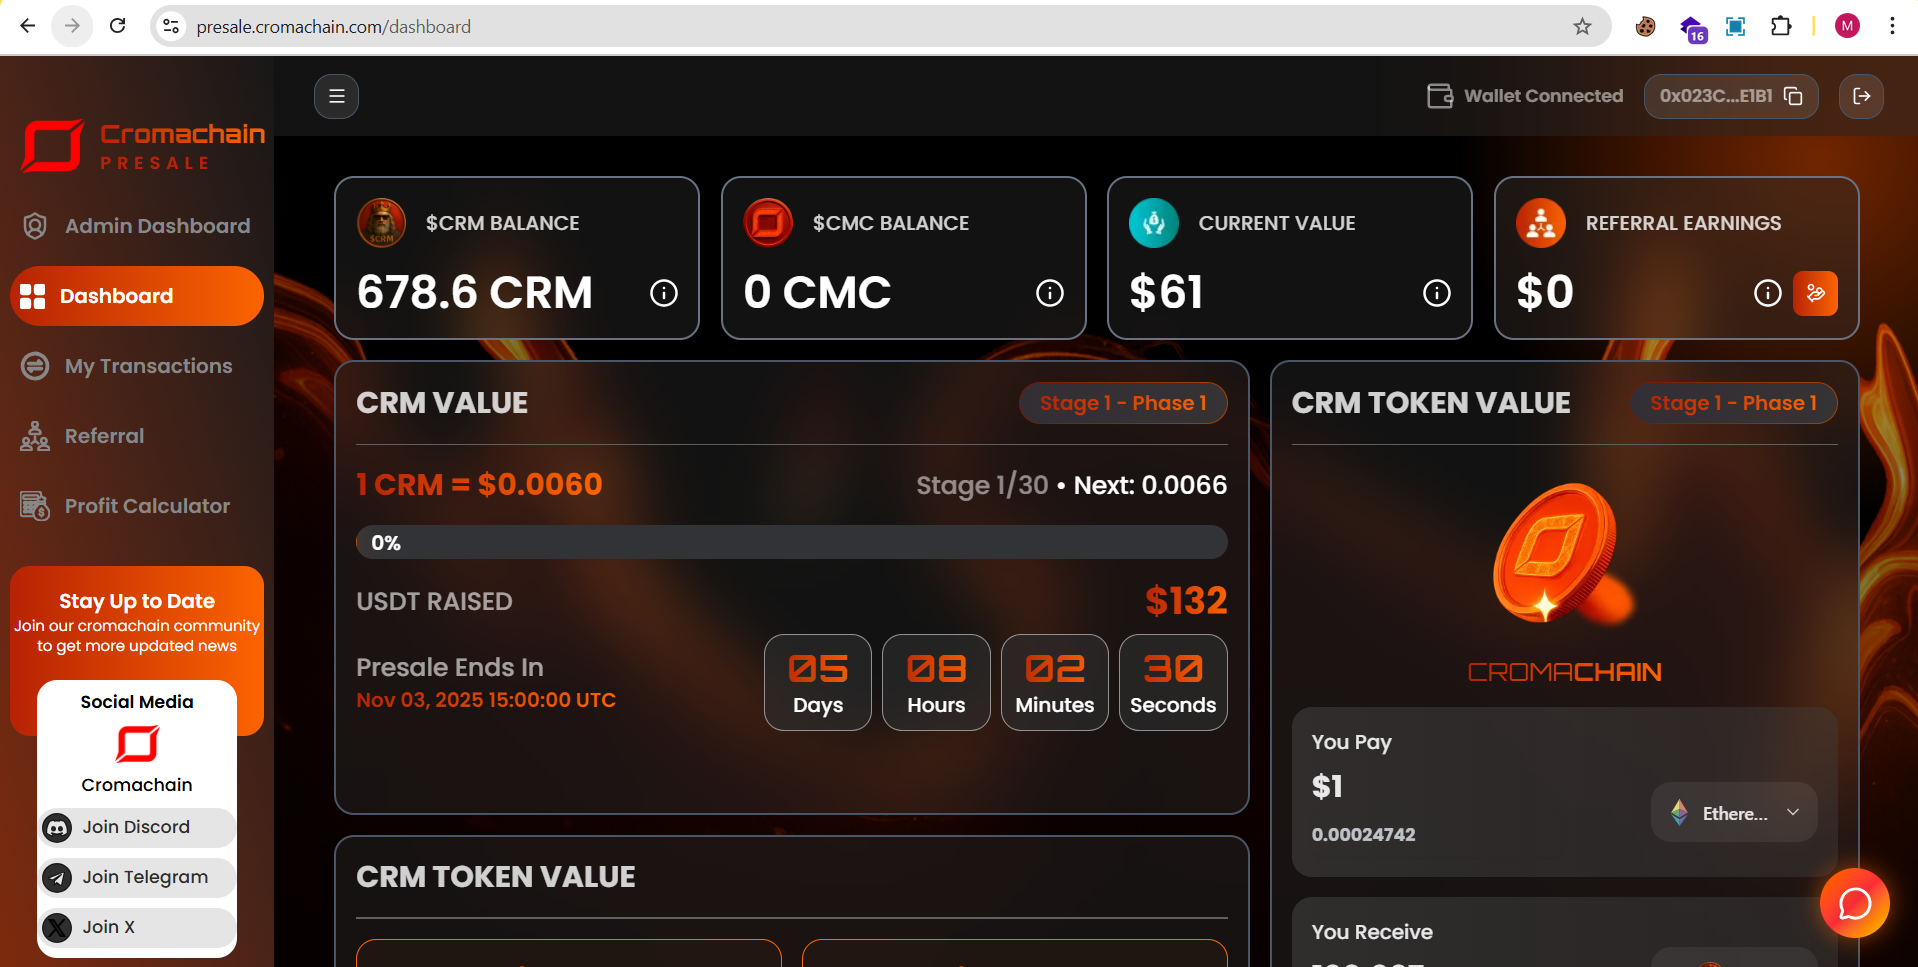 presale.cromachain.com/dashboard
16
M
Cromachain
PRESALE
Wallet Connected
0x023C...E1B1
Admin Dashboard
Dashboard
My Transactions
Referral
Profit Calculator
Stay Up to Date
Join our cromachain community
to get more updated news
Social Media
Cromachain
Join Discord
Join Telegram
Join X
$CRM
$CRM BALANCE
678.6 CRM
$CMC BALANCE
0 CMC
CURRENT VALUE
$61
REFERRAL EARNINGS
$0
CRM VALUE
Stage 1 - Phase 1
1 CRM = $0.0060
Stage 1/30 • Next: 0.0066
0%
USDT RAISED
$132
Presale Ends In
Nov 03, 2025 15:00:00 UTC
05
Days
08
Hours
02
Minutes
30
Seconds
CRM TOKEN VALUE
CRM TOKEN VALUE
Stage 1 - Phase 1
CROMACHAIN
You Pay
$1
0.00024742
Ethere...
You Receive